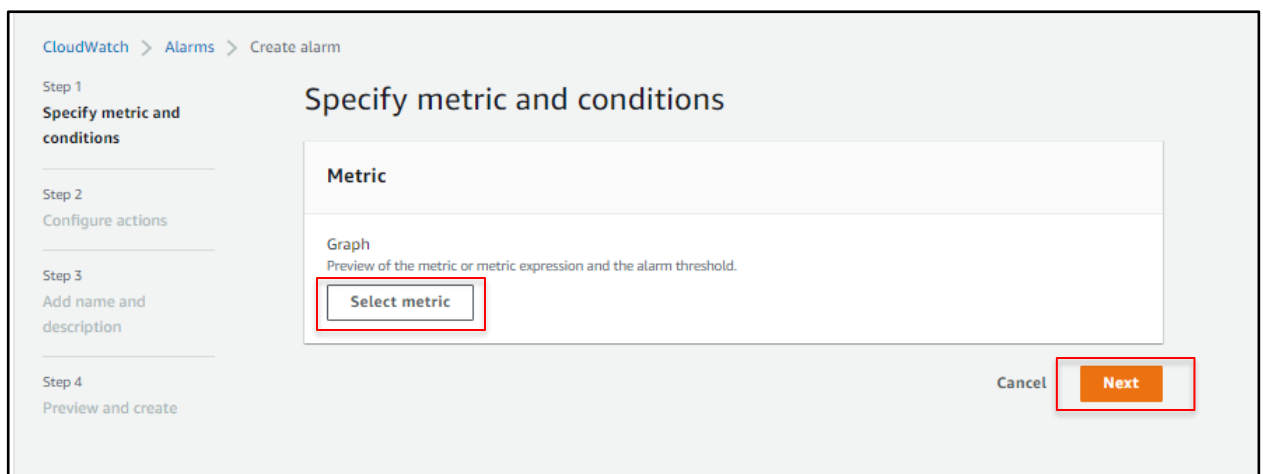 CloudWatch > Alarms > Create alarm
Step 1
Specify metric and
conditions
Step 2
Configure actions
Step 3
Add name and
description
Step 4
Preview and create
Specify metric and conditions
Metric
Graph
Preview of the metric or metric expression and the alarm threshold.
Select metric
Cancel
Next